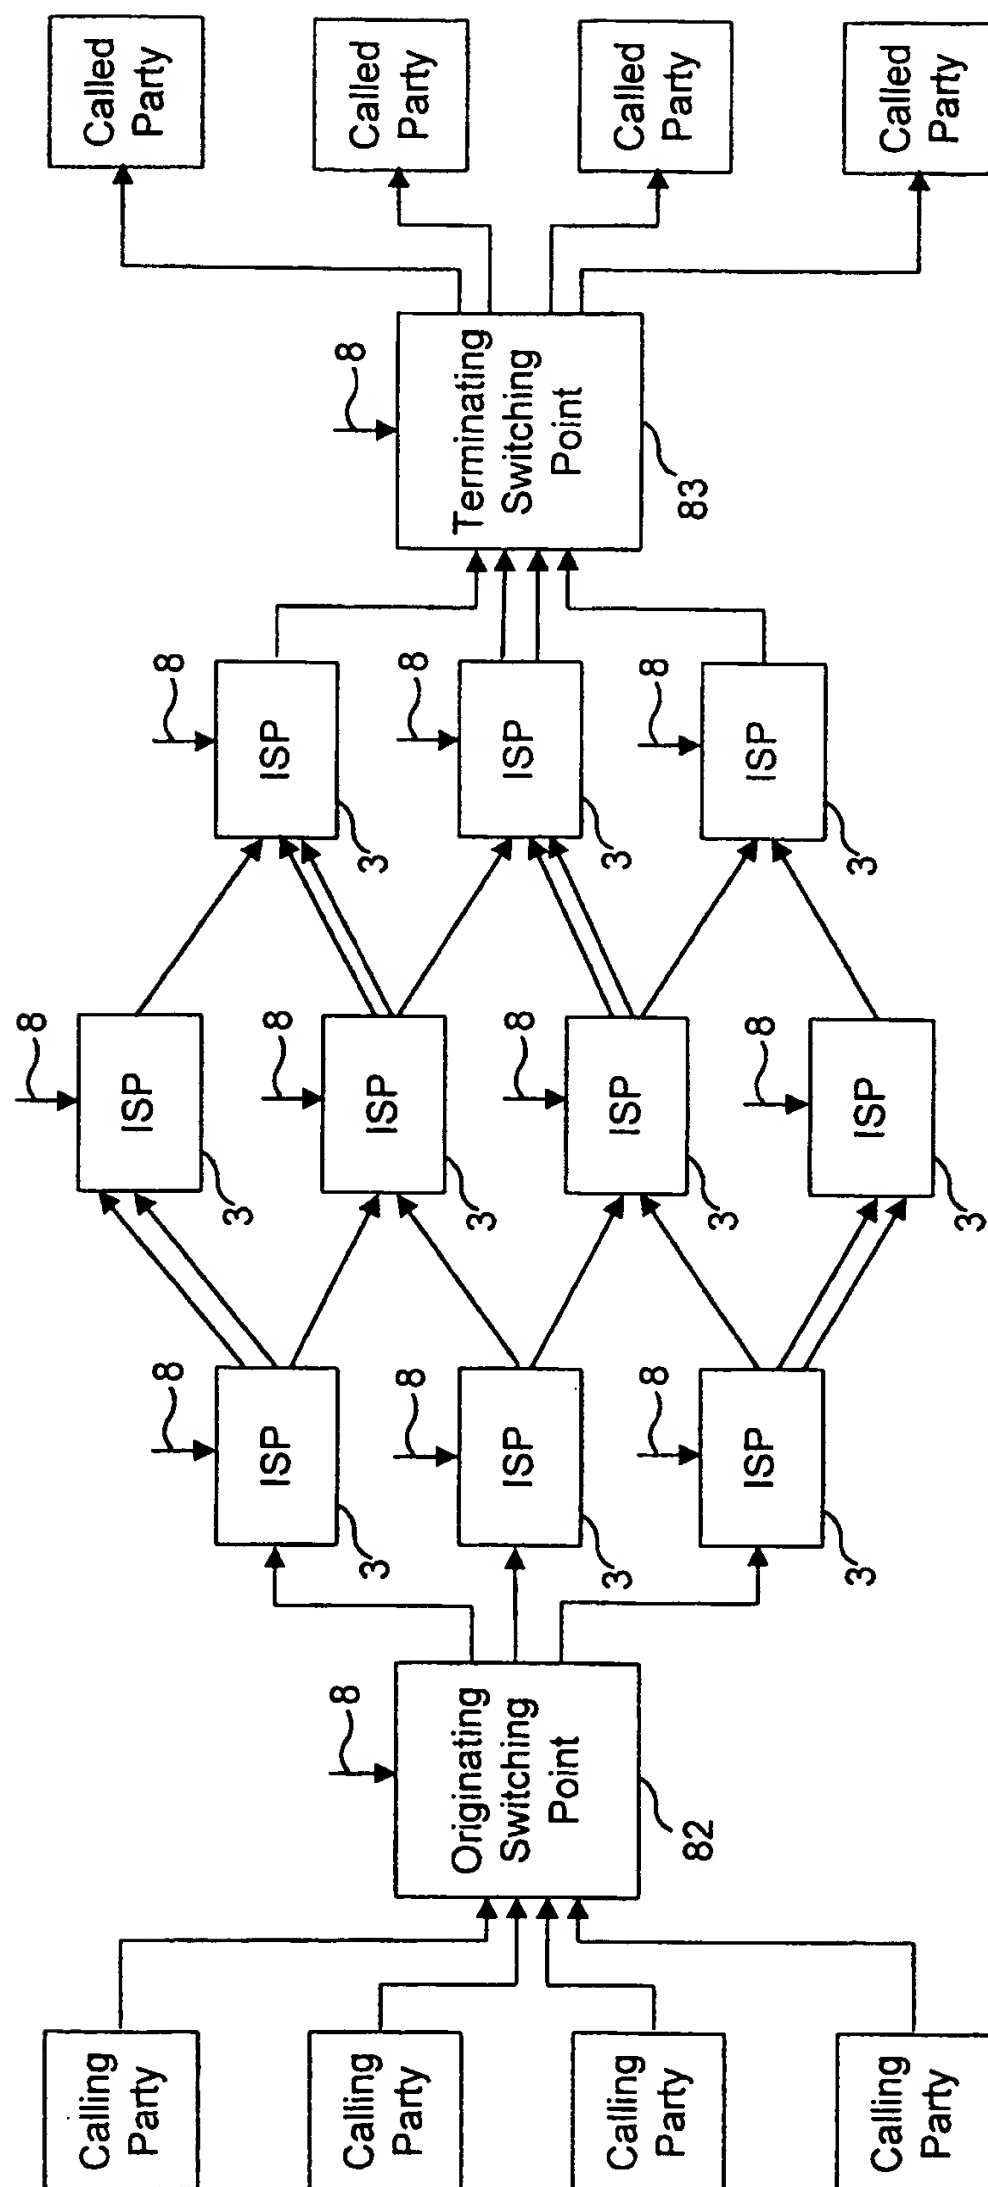 Calling
Party
Calling
Party
Calling
Party
Calling
Party
8
Originating
Switching
Point
82
8
ISP
3
8
ISP
3
8
ISP
3
8
ISP
3
8
ISP
3
8
ISP
3
8
ISP
3
8
ISP
3
8
ISP
3
8
ISP
3
8
Terminating
Switching
Point
83
Called
Party
Called
Party
Called
Party
Called
Party